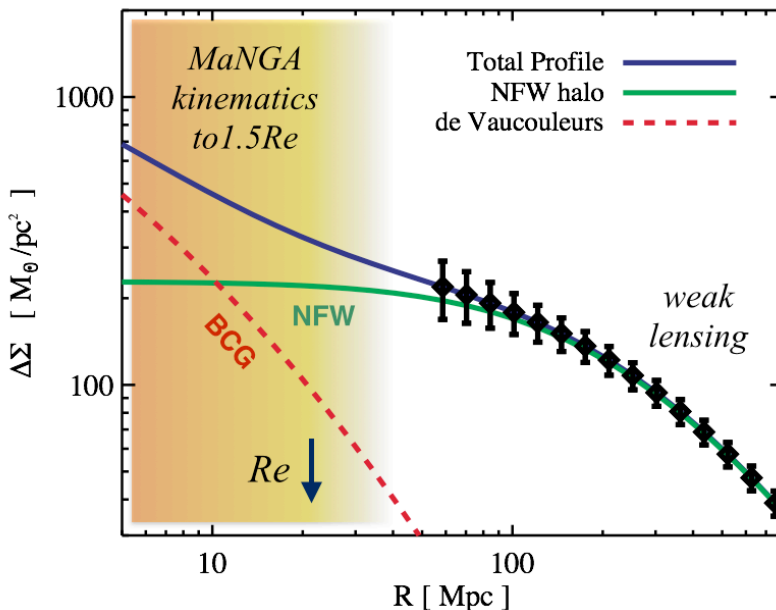 MaNGA
kinematics
to1.5Re
Total Profile
NFW halo
de Vaucouleurs
1000
100
ΔΣ [ M_θ /pc² ]
NFW
BCG
weak
lensing
Re
10
100
R [ Mpc ]